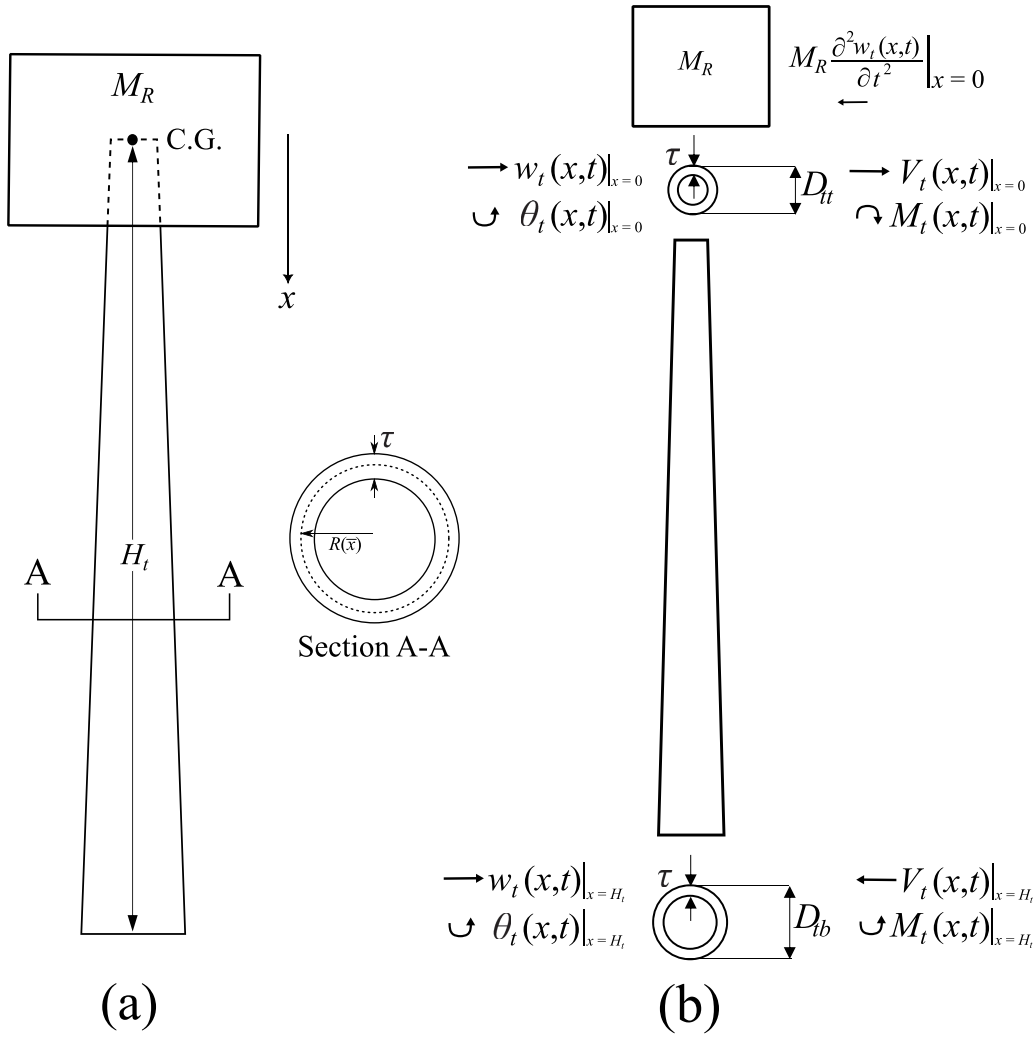 M_R
C.G.
x
H_t
A A
τ
R(x̅)
Section A-A
(a)
M_R
M_R ∂²w_t(x,t)/∂t² |x = 0
τ
w_t(x,t)|x=0
θ_t(x,t)|x=0
D_tt
V_t(x,t)|x=0
M_t(x,t)|x=0
τ
w_t(x,t)|x=H_t
θ_t(x,t)|x=H_t
D_tb
V_t(x,t)|x=H_t
M_t(x,t)|x=H_t
(b)